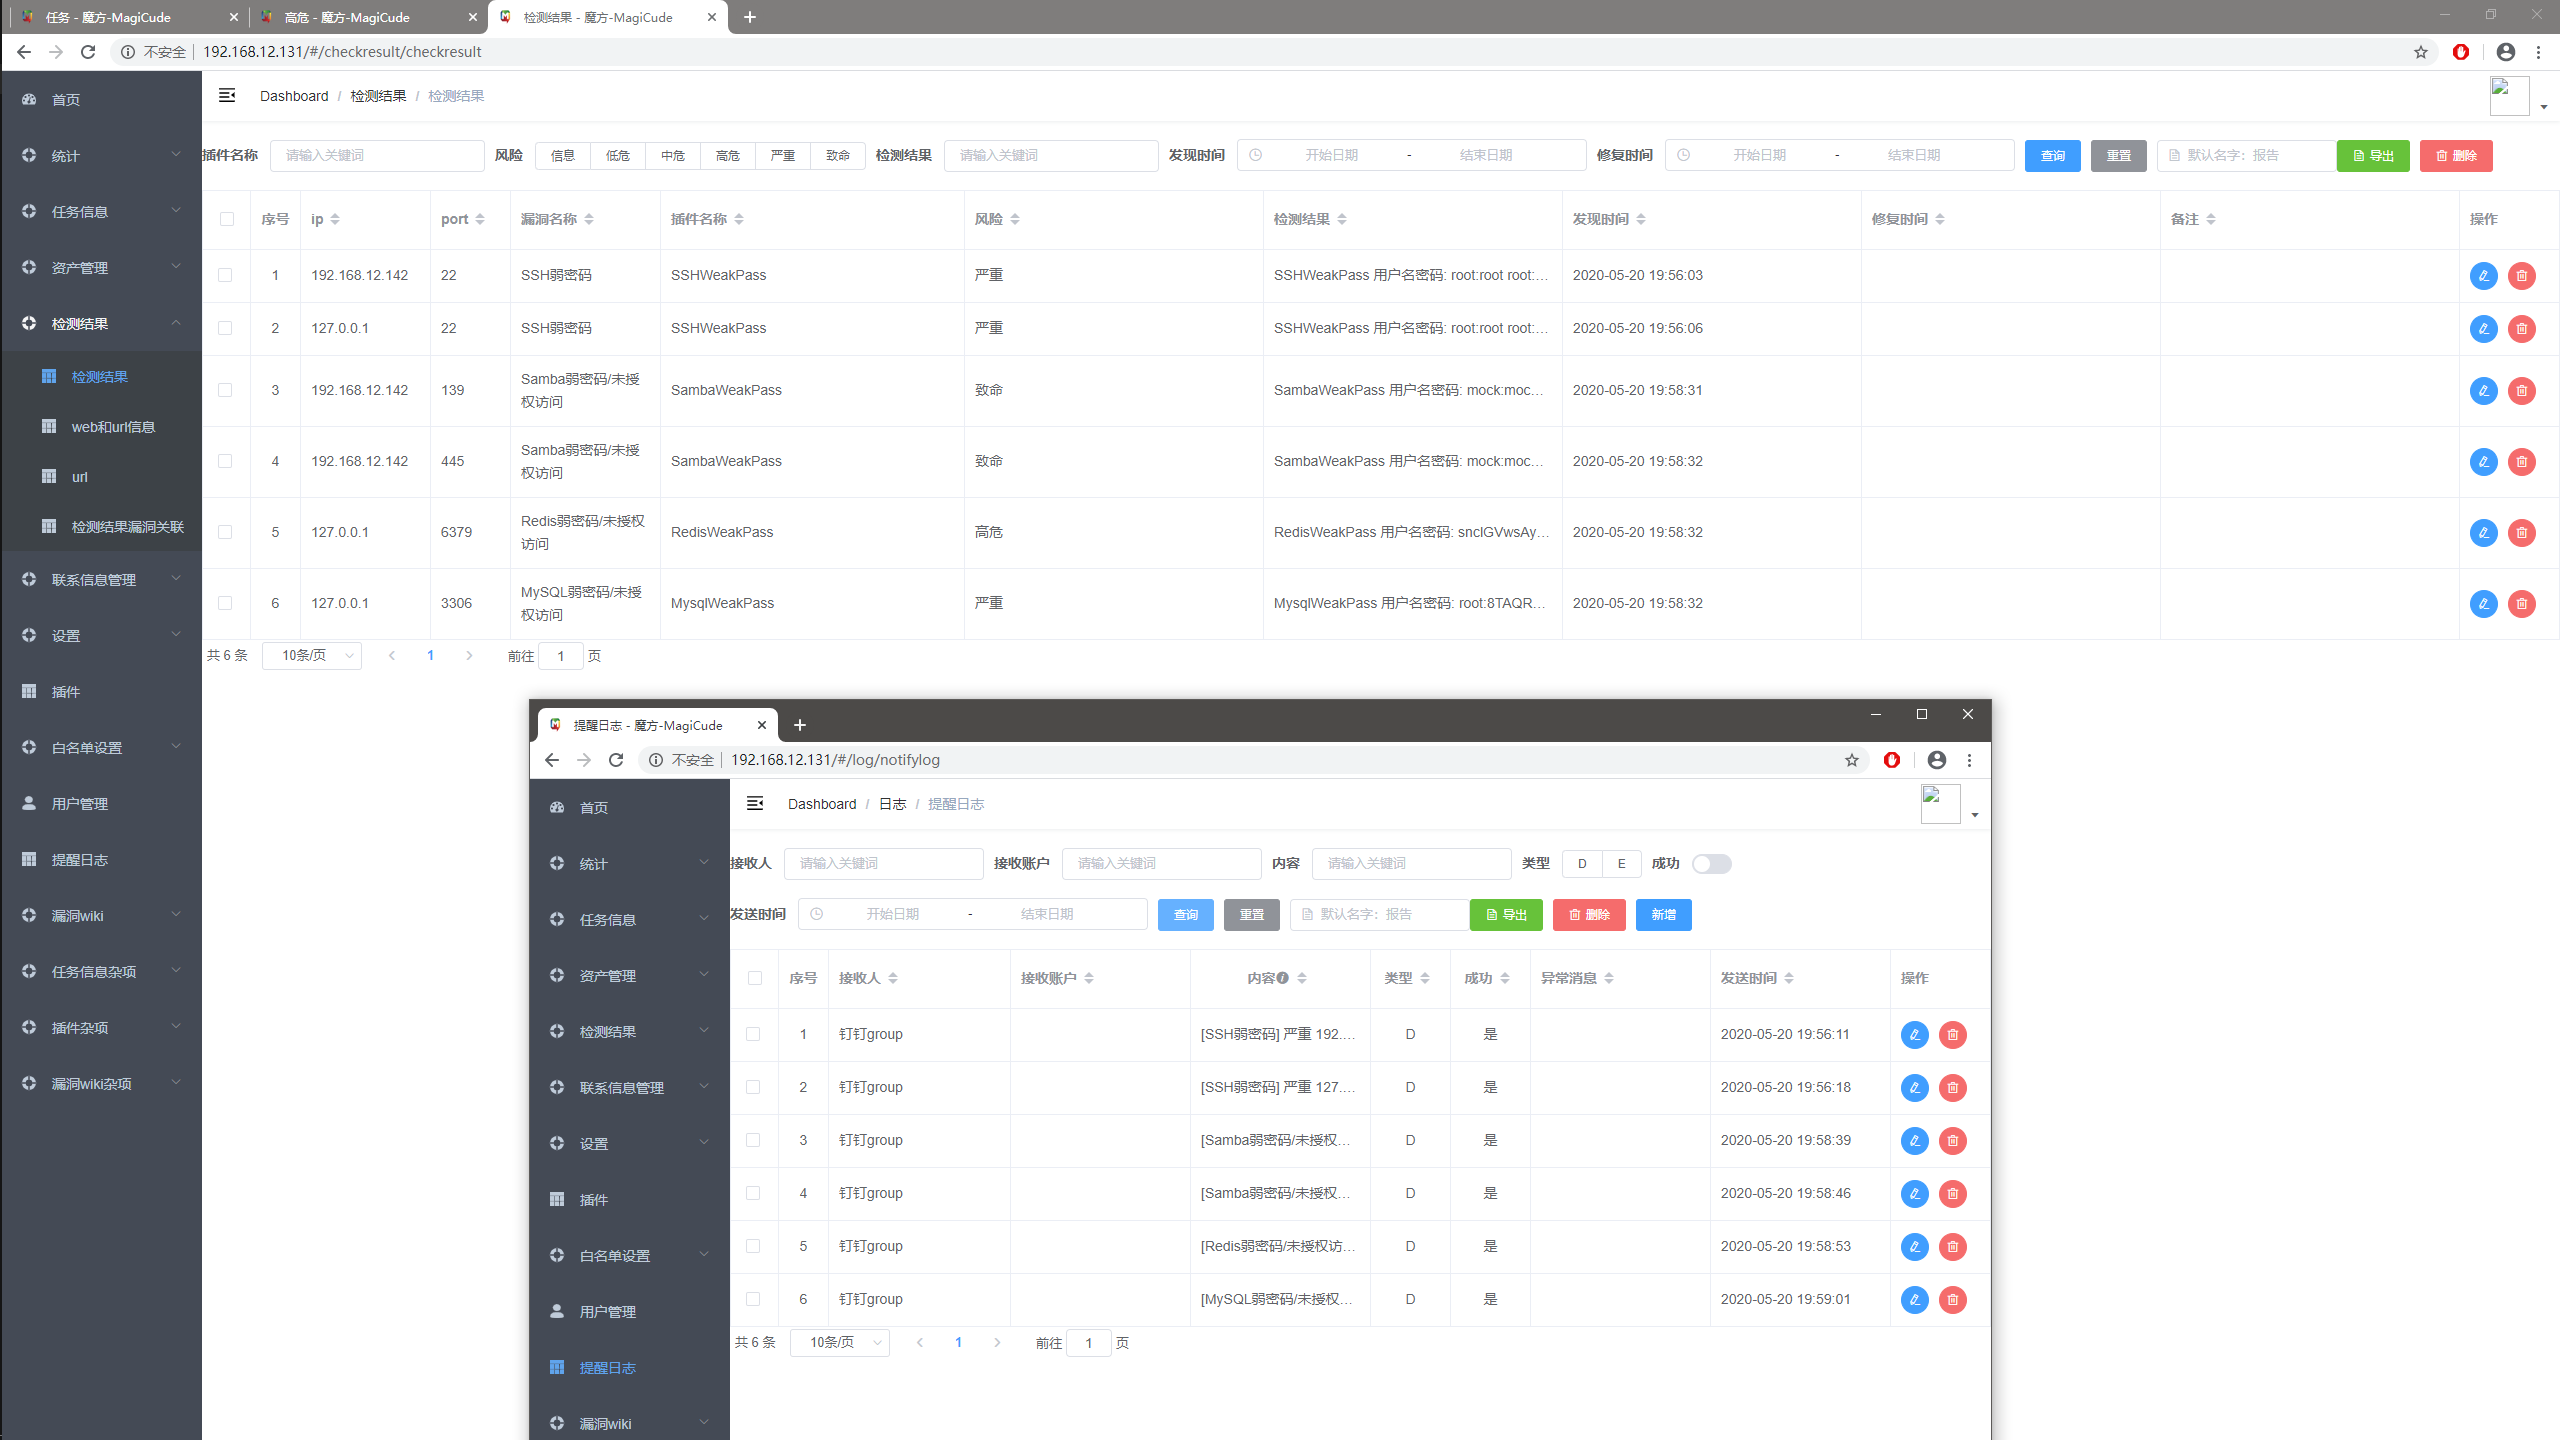 任务 - 魔方-MagiCude
高危 - 魔方-MagiCude
检测结果 - 魔方-MagiCude
不安全 192.168.12.131/#/checkresult/checkresult
首页
统计
任务信息
资产管理
检测结果
检测结果
web和url信息
url
检测结果漏洞关联
联系信息管理
设置
插件
白名单设置
用户管理
提醒日志
漏洞wiki
任务信息杂项
插件杂项
漏洞wiki杂项
Dashboard / 检测结果 / 检测结果
插件名称 请输入关键词 风险 信息 低危 中危 高危 严重 致命 检测结果 请输入关键词 发现时间 开始日期 - 结束日期 修复时间 开始日期 - 结束日期 查询 重置 默认名字：报告 导出 删除
序号 ip port 漏洞名称 插件名称 风险 检测结果 发现时间 修复时间 备注 操作
1 192.168.12.142 22 SSH弱密码 SSHWeakPass 严重 SSHWeakPass 用户名密码: root:root root:... 2020-05-20 19:56:03
2 127.0.0.1 22 SSH弱密码 SSHWeakPass 严重 SSHWeakPass 用户名密码: root:root root:... 2020-05-20 19:56:06
3 192.168.12.142 139 Samba弱密码/未授权访问 SambaWeakPass 致命 SambaWeakPass 用户名密码: mock:moc... 2020-05-20 19:58:31
4 192.168.12.142 445 Samba弱密码/未授权访问 SambaWeakPass 致命 SambaWeakPass 用户名密码: mock:moc... 2020-05-20 19:58:32
5 127.0.0.1 6379 Redis弱密码/未授权访问 RedisWeakPass 高危 RedisWeakPass 用户名密码: snclGVwsAy... 2020-05-20 19:58:32
6 127.0.0.1 3306 MySQL弱密码/未授权访问 MysqlWeakPass 严重 MysqlWeakPass 用户名密码: root:8TAQR... 2020-05-20 19:58:32
共 6 条 10条/页 1 前往 1 页
提醒日志 - 魔方-MagiCude
不安全 192.168.12.131/#/log/notifylog
首页
统计
任务信息
资产管理
检测结果
联系信息管理
设置
插件
白名单设置
用户管理
提醒日志
漏洞wiki
Dashboard / 日志 / 提醒日志
接收人 请输入关键词 接收账户 请输入关键词 内容 请输入关键词 类型 D E 成功
发送时间 开始日期 - 结束日期 查询 重置 默认名字：报告 导出 删除 新增
序号 接收人 接收账户 内容 类型 成功 异常消息 发送时间 操作
1 钉钉group [SSH弱密码] 严重 192.... D 是 2020-05-20 19:56:11
2 钉钉group [SSH弱密码] 严重 127.... D 是 2020-05-20 19:56:18
3 钉钉group [Samba弱密码/未授权... D 是 2020-05-20 19:58:39
4 钉钉group [Samba弱密码/未授权... D 是 2020-05-20 19:58:46
5 钉钉group [Redis弱密码/未授权访... D 是 2020-05-20 19:58:53
6 钉钉group [MySQL弱密码/未授权... D 是 2020-05-20 19:59:01
共 6 条 10条/页 1 前往 1 页